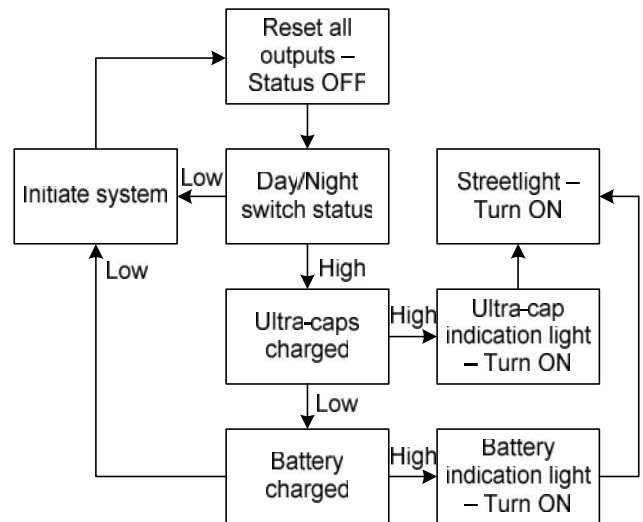 Reset all
outputs –
Status OFF
Initiate system
Low
Day/Night
switch status
Streetlight –
Turn ON
Low
High
Ultra-caps
charged
High
Ultra-cap
indication light
– Turn ON
Low
Battery
charged
High
Battery
indication light
– Turn ON